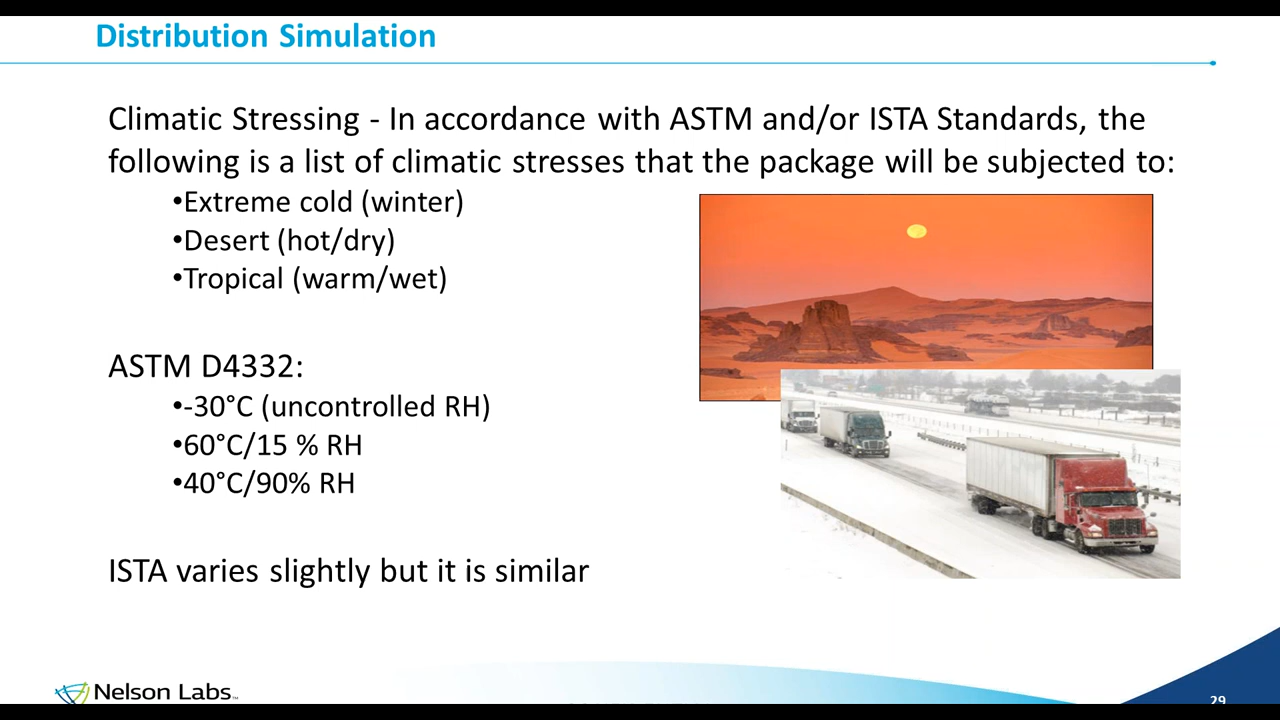 Distribution Simulation
Climatic Stressing - In accordance with ASTM and/or ISTA Standards, the
following is a list of climatic stresses that the package will be subjected to:
•Extreme cold (winter)
•Desert (hot/dry)
•Tropical (warm/wet)
ASTM D4332:
•-30°C (uncontrolled RH)
•60°C/15 % RH
•40°C/90% RH
ISTA varies slightly but it is similar
Nelson Labs™
29